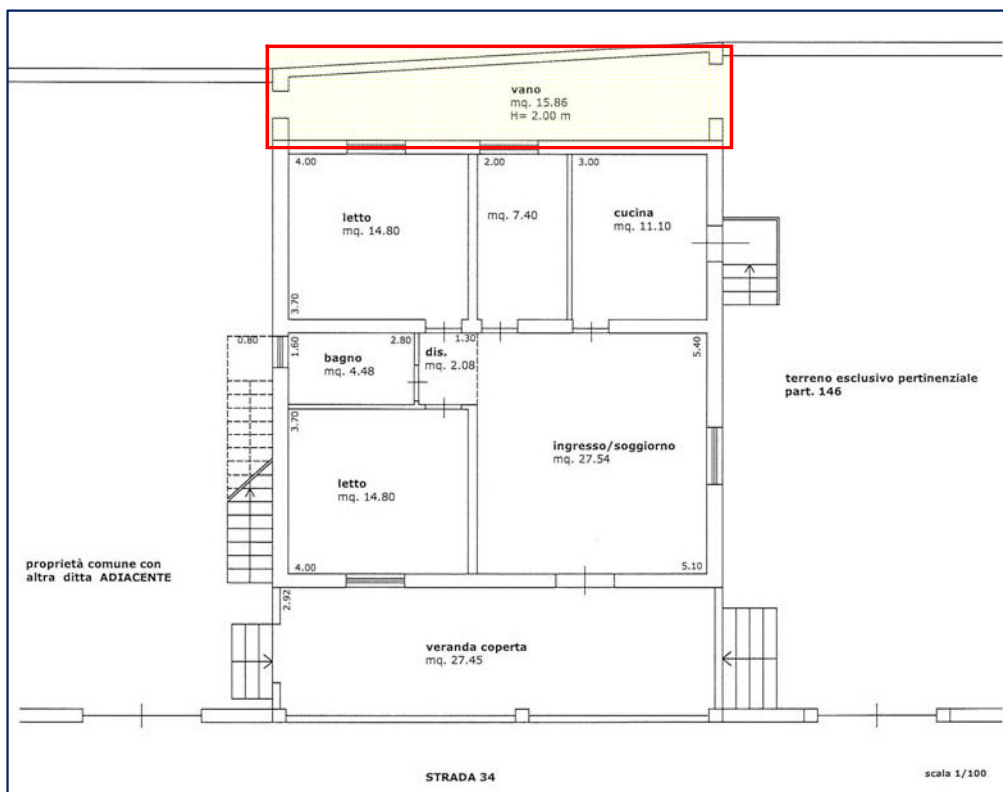 vano
mq. 15.86
H= 2.00 m
4.00
2.00
3.00
letto
mq. 14.80
mq. 7.40
cucina
mq. 11.10
3.70
0.80
1.60
2.80
1.30
5.40
bagno
mq. 4.48
dis.
mq. 2.08
terreno esclusivo pertinenziale
part. 146
3.70
ingresso/soggiorno
mq. 27.54
letto
mq. 14.80
proprietà comune con
altra ditta ADIACENTE
4.00
5.10
2.92
veranda coperta
mq. 27.45
STRADA 34
scala 1/100